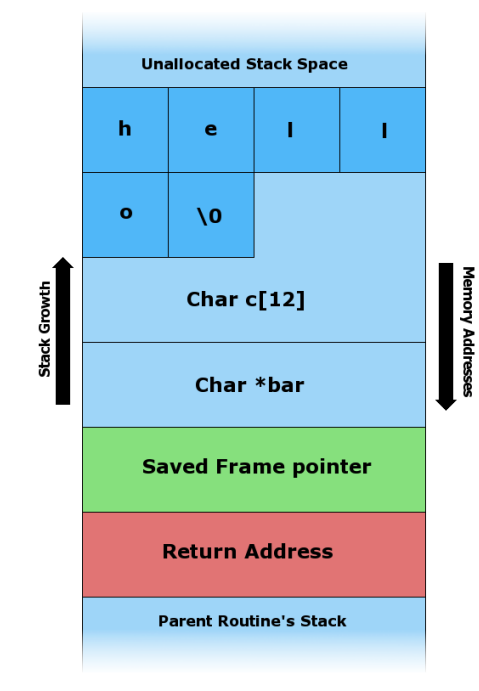 Unallocated Stack Space
h e l l
o \0
Char c[12]
Char *bar
Saved Frame pointer
Return Address
Parent Routine's Stack
Stack Growth
Memory Addresses